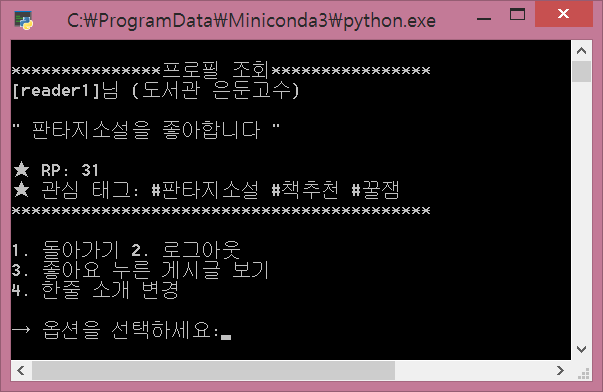 C:₩ProgramData₩Miniconda3₩python.exe
***************프로필 조회****************
[reader1]님 (도서관 은둔고수)
" 판타지소설을 좋아합니다 "
★ RP: 31
★ 관심 태그: #판타지소설 #책추천 #꿀잼
******************************************
1. 돌아가기 2. 로그아웃
3. 좋아요 누른 게시글 보기
4. 한줄 소개 변경
→ 옵션을 선택하세요:_